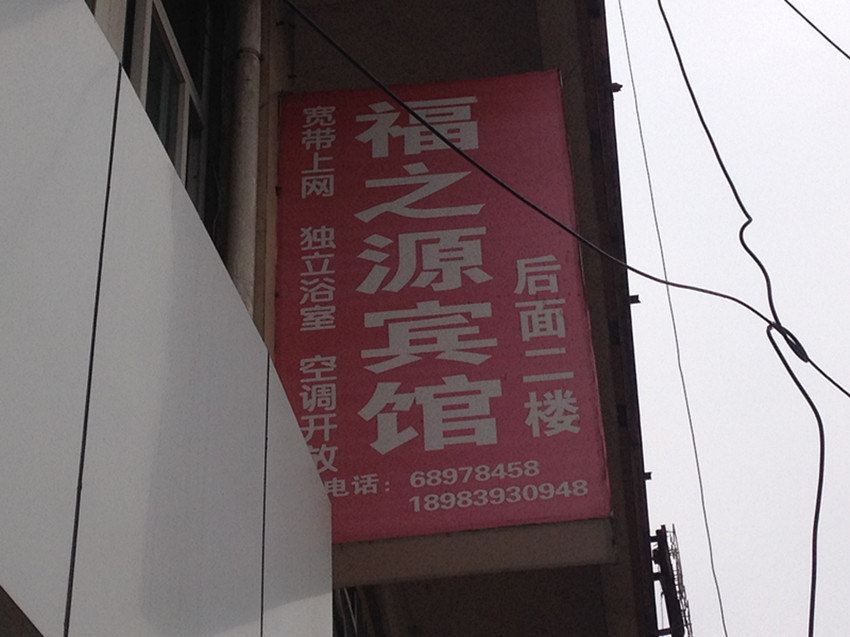 福之源宾馆
后面二楼
宽带上网 独立浴室 空调开放
电话: 68978458
18983930948